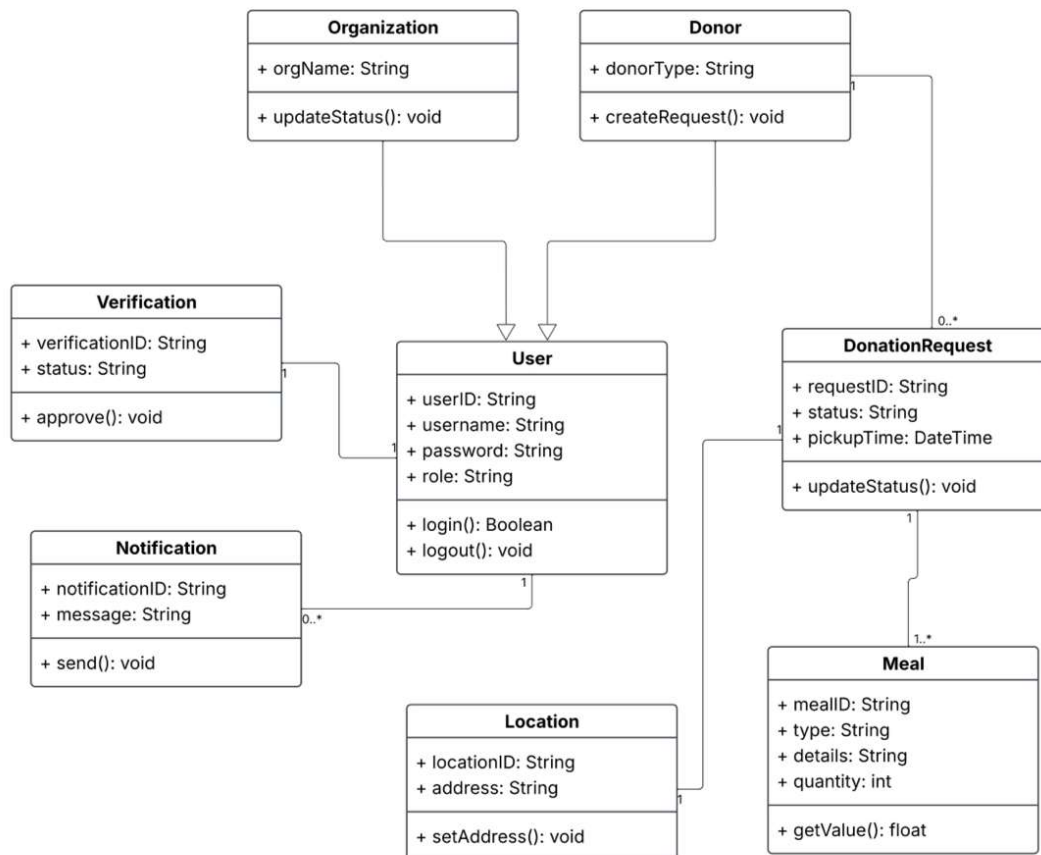 Organization
+ orgName: String
+ updateStatus(): void
Donor
+ donorType: String
+ createRequest(): void
1
0..*
Verification
+ verificationID: String
+ status: String
+ approve(): void
1
1
User
+ userID: String
+ username: String
+ password: String
+ role: String
+ login(): Boolean
+ logout(): void
1
DonationRequest
+ requestID: String
+ status: String
+ pickupTime: DateTime
+ updateStatus(): void
1
1
Notification
+ notificationID: String
+ message: String
+ send(): void
0..*
Location
+ locationID: String
+ address: String
+ setAddress(): void
1
1..*
Meal
+ mealID: String
+ type: String
+ details: String
+ quantity: int
+ getValue(): float